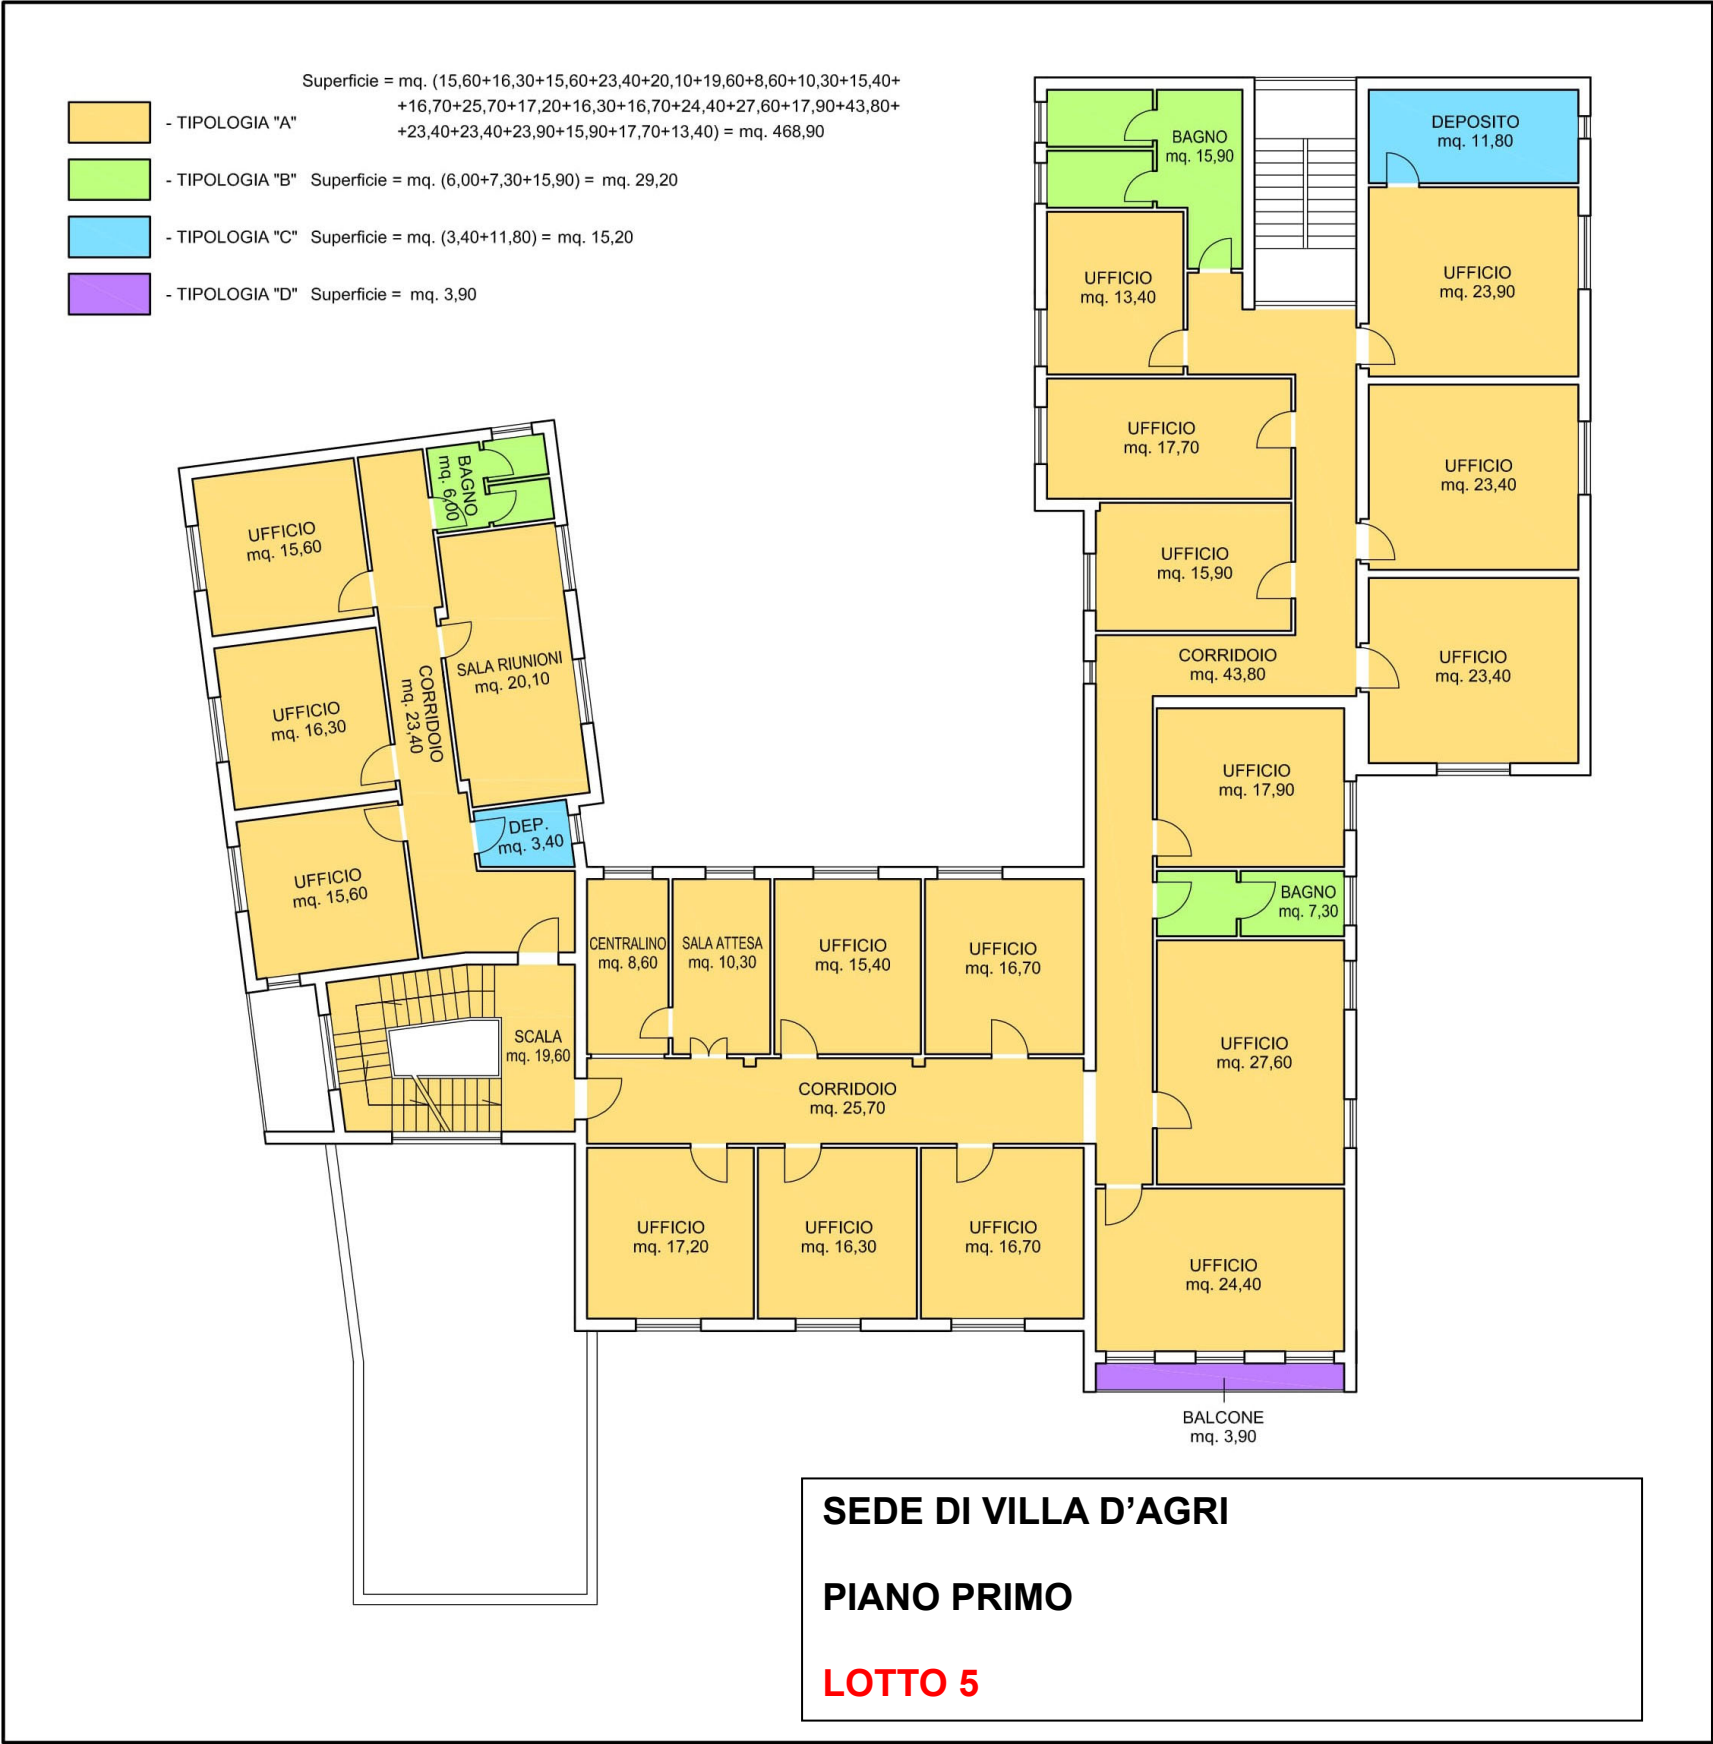 Superficie = mq. (15,60+16,30+15,60+23,40+20,10+19,60+8,60+10,30+15,40+
+16,70+25,70+17,20+16,30+16,70+24,40+27,60+17,90+43,80+
+23,40+23,40+23,90+15,90+17,70+13,40) = mq. 468,90
- TIPOLOGIA "A"
- TIPOLOGIA "B" Superficie = mq. (6,00+7,30+15,90) = mq. 29,20
- TIPOLOGIA "C" Superficie = mq. (3,40+11,80) = mq. 15,20
- TIPOLOGIA "D" Superficie = mq. 3,90
BAGNO
mq. 15,90
DEPOSITO
mq. 11,80
UFFICIO
mq. 13,40
UFFICIO
mq. 23,90
UFFICIO
mq. 17,70
UFFICIO
mq. 23,40
UFFICIO
mq. 15,90
CORRIDOIO
mq. 43,80
UFFICIO
mq. 23,40
UFFICIO
mq. 15,60
BAGNO
mq. 6,00
UFFICIO
mq. 16,30
CORRIDOIO
mq. 23,40
SALA RIUNIONI
mq. 20,10
UFFICIO
mq. 15,60
DEP.
mq. 3,40
UFFICIO
mq. 17,90
BAGNO
mq. 7,30
CENTRALINO
mq. 8,60
SALA ATTESA
mq. 10,30
UFFICIO
mq. 15,40
UFFICIO
mq. 16,70
SCALA
mq. 19,60
UFFICIO
mq. 27,60
CORRIDOIO
mq. 25,70
UFFICIO
mq. 17,20
UFFICIO
mq. 16,30
UFFICIO
mq. 16,70
UFFICIO
mq. 24,40
BALCONE
mq. 3,90
SEDE DI VILLA D’AGRI
PIANO PRIMO
LOTTO 5